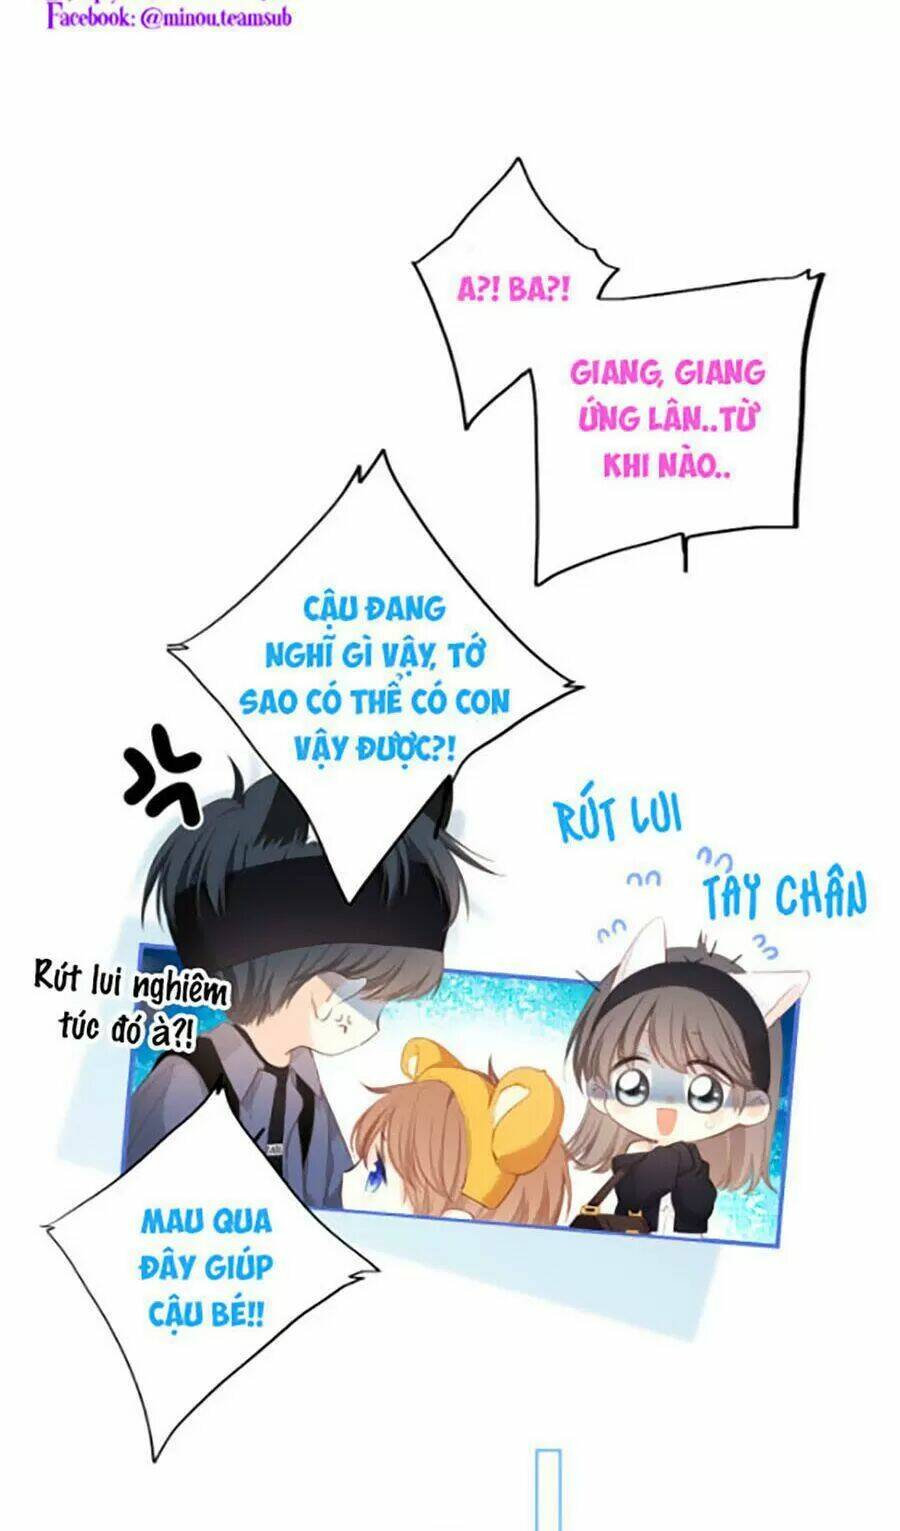 Facebook: @minou.teamsub
A?! BA?!
GIANG, GIANG
ỨNG LÂN..TỪ
KHI NÀO..
CẬU ĐANG
NGHĨ GÌ VẬY, TỚ
SAO CÓ THỂ CÓ CON
VẬY ĐƯỢC?!
RÚT LUI
TAY CHÂN
Rút lui nghiêm
túc đó à?!
MAU QUA
ĐÂY GIÚP
CẬU BÉ!!